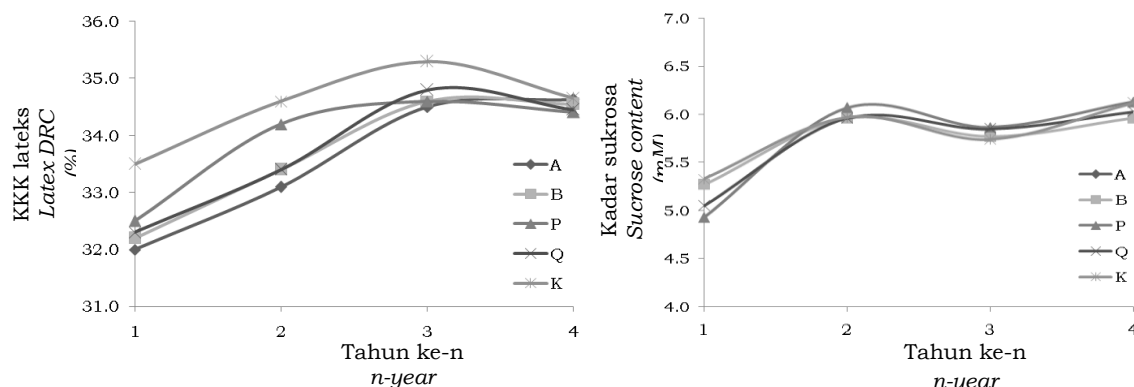 36.0
35.0
34.0
33.0
32.0
31.0
KKK lateks
Latex DRC
(%)
1 2 3 4
Tahun ke-n
n-year
A
B
P
Q
K
7.0
6.5
6.0
5.5
5.0
4.5
4.0
Kadar sukrosa
Sucrose content
(mM)
1 2 3 4
Tahun ke-n
n-year
A
B
P
Q
K